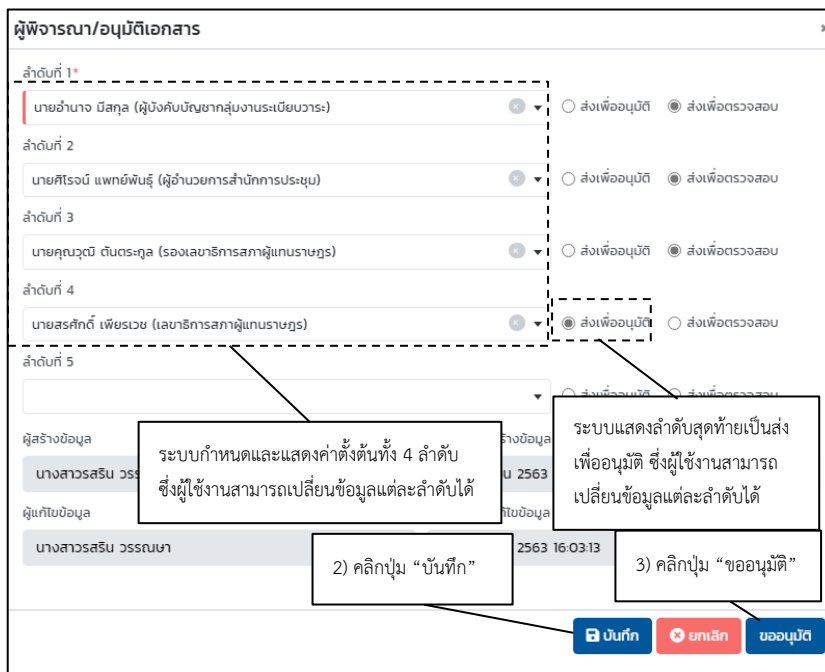 ผู้พิจารณา/อนุมัติเอกสาร
ลำดับที่ 1*
นายอำนาจ มีสกุล (ผู้บังคับบัญชากลุ่มงานระเบียบวาระ) ส่งเพื่ออนุมัติ ส่งเพื่อตรวจสอบ
ลำดับที่ 2
นายศิโรจน์ แพทย์พันธุ์ (ผู้อำนวยการสำนักการประชุม) ส่งเพื่ออนุมัติ ส่งเพื่อตรวจสอบ
ลำดับที่ 3
นายคุณวุฒิ ตันตระกูล (รองเลขาธิการสภาผู้แทนราษฎร) ส่งเพื่ออนุมัติ ส่งเพื่อตรวจสอบ
ลำดับที่ 4
นายสรศักดิ์ เพียรเวช (เลขาธิการสภาผู้แทนราษฎร) ส่งเพื่ออนุมัติ ส่งเพื่อตรวจสอบ
ลำดับที่ 5
ระบบแสดงลำดับสุดท้ายเป็นส่ง
เพื่ออนุมัติ ซึ่งผู้ใช้งานสามารถ
เปลี่ยนข้อมูลแต่ละลำดับได้
ระบบกำหนดและแสดงค่าตั้งต้นทั้ง 4 ลำดับ
ซึ่งผู้ใช้งานสามารถเปลี่ยนข้อมูลแต่ละลำดับได้
ผู้สร้างข้อมูล
นางสาวสริน 2563
ผู้แก้ไขข้อมูล
นางสาวสริน วรรณษา 2563 16:03:13
2) คลิกปุ่ม “บันทึก”
3) คลิกปุ่ม “ขออนุมัติ”
บันทึก ยกเลิก ขออนุมัติ